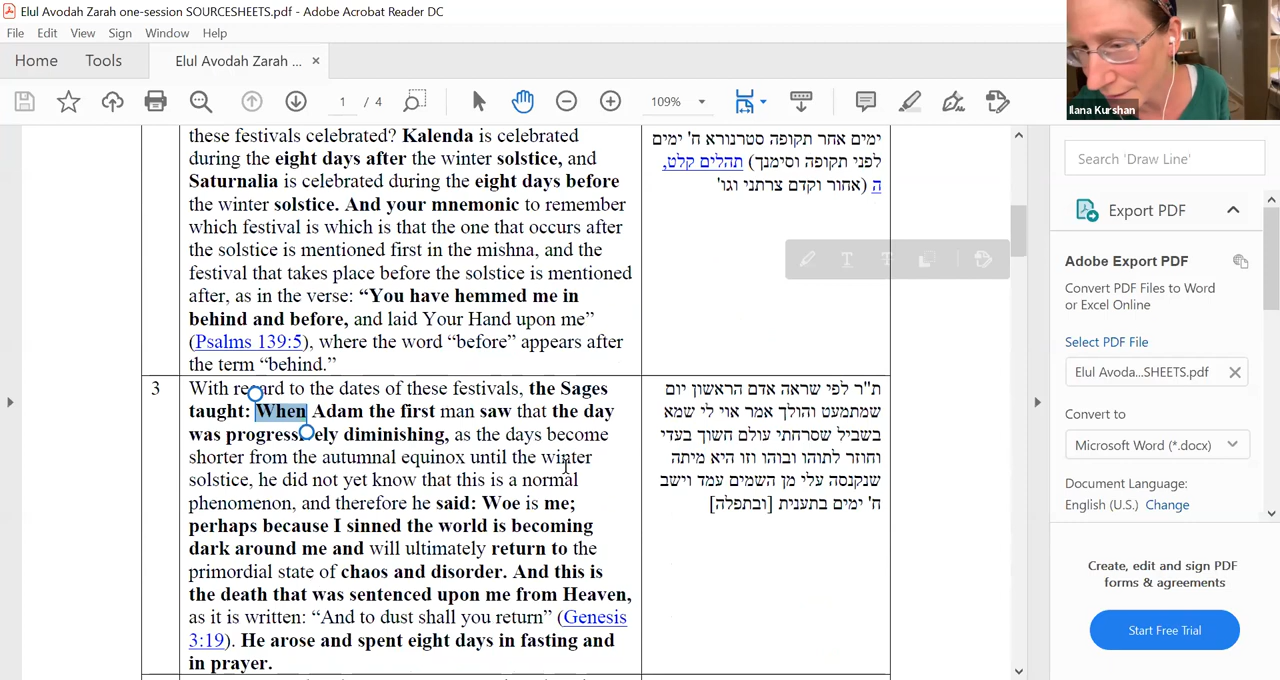 Elul Avodah Zarah one-session SOURCESHEETS.pdf - Adobe Acrobat Reader DC
File Edit View Sign Window Help
Home Tools Elul Avodah Zarah ... ×
1 / 4 109%
Ilana Kurshan
these festivals celebrated? Kalenda is celebrated
during the eight days after the winter solstice, and
Saturnalia is celebrated during the eight days before
the winter solstice. And your mnemonic to remember
which festival is which is that the one that occurs after
the solstice is mentioned first in the mishna, and the
festival that takes place before the solstice is mentioned
after, as in the verse: “You have hemmed me in
behind and before, and laid Your Hand upon me”
(Psalms 139:5), where the word “before” appears after
the term “behind.”
ימים אחר תקופה סטרנורא ח' ימים
לפני תקופה וסימנך (תהלים קלט,
ה) אחור וקדם צרתני וגו'
3
With regard to the dates of these festivals, the Sages
taught: When Adam the first man saw that the day
was progressively diminishing, as the days become
shorter from the autumnal equinox until the winter
solstice, he did not yet know that this is a normal
phenomenon, and therefore he said: Woe is me;
perhaps because I sinned the world is becoming
dark around me and will ultimately return to the
primordial state of chaos and disorder. And this is
the death that was sentenced upon me from Heaven,
as it is written: “And to dust shall you return” (Genesis
3:19). He arose and spent eight days in fasting and
in prayer.
ת"ר לפי שראה אדם הראשון יום
שמתמעט והולך אמר אוי לי שמא
בשביל שסרחתי עולם חשוך בעדי
וחוזר לתוהו ובוהו וזו היא מיתה
שנקנסה עלי מן השמים עמד וישב
ח' ימים בתענית [ובתפלה]
Search 'Draw Line'
Export PDF
Adobe Export PDF
Convert PDF Files to Word
or Excel Online
Select PDF File
Elul Avoda...SHEETS.pdf
Convert to
Microsoft Word (*.docx)
Document Language:
English (U.S.) Change
Create, edit and sign PDF
forms & agreements
Start Free Trial